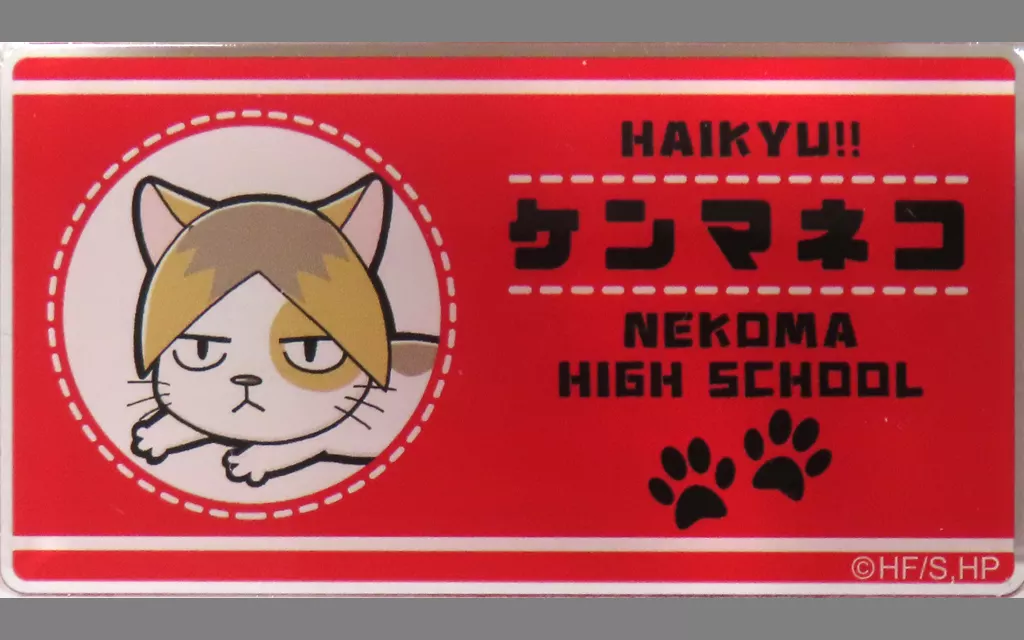 HAIKYU!!
ケンマネコ
NEKOMA
HIGH SCHOOL
©HF/S,HP